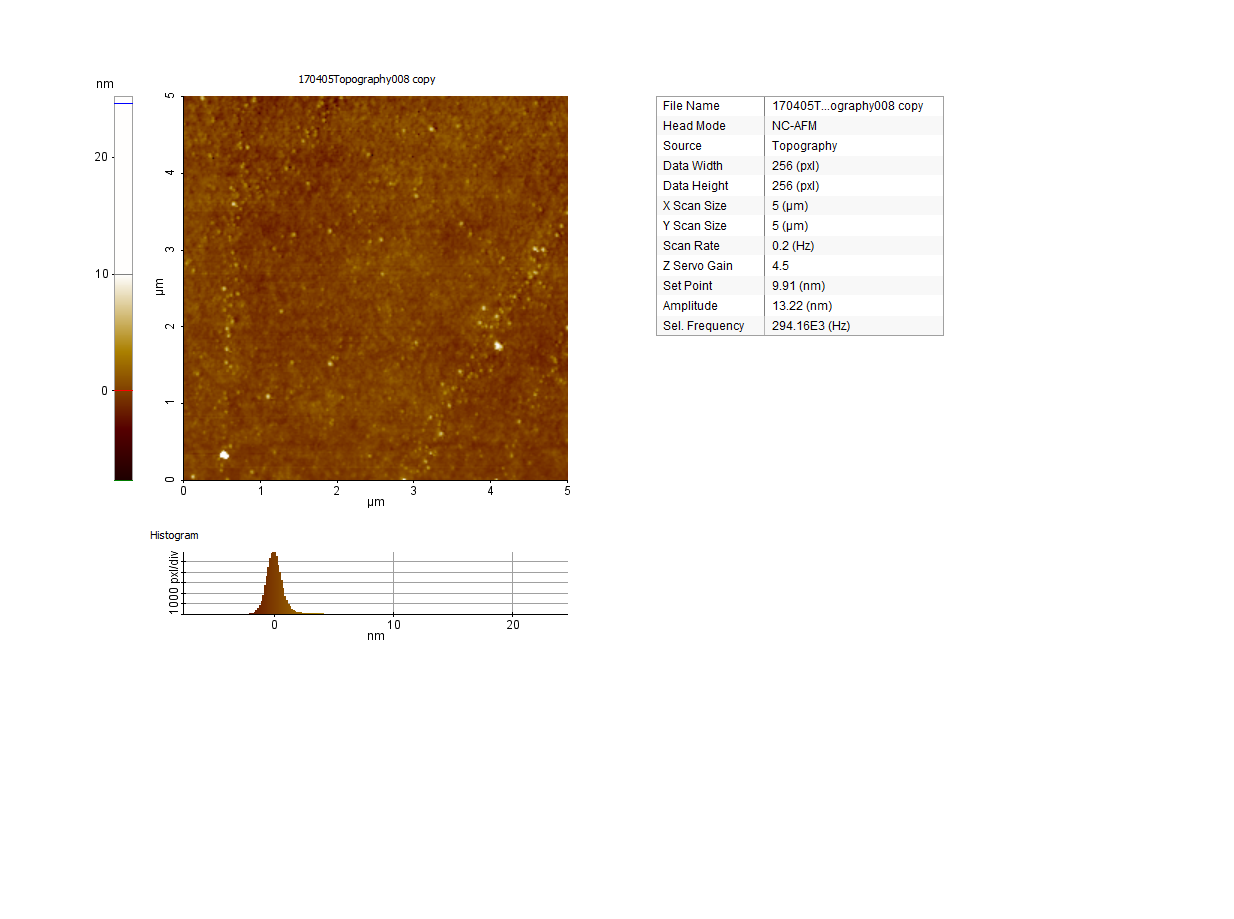 170405Topography008 copy
nm
20
10
0
5
4
3
2
1
0
µm
0 1 2 3 4 5
µm
File Name 170405T...ography008 copy
Head Mode NC-AFM
Source Topography
Data Width 256 (pxl)
Data Height 256 (pxl)
X Scan Size 5 (µm)
Y Scan Size 5 (µm)
Scan Rate 0.2 (Hz)
Z Servo Gain 4.5
Set Point 9.91 (nm)
Amplitude 13.22 (nm)
Sel. Frequency 294.16E3 (Hz)
Histogram
1000 pxl/div
0 10 20
nm